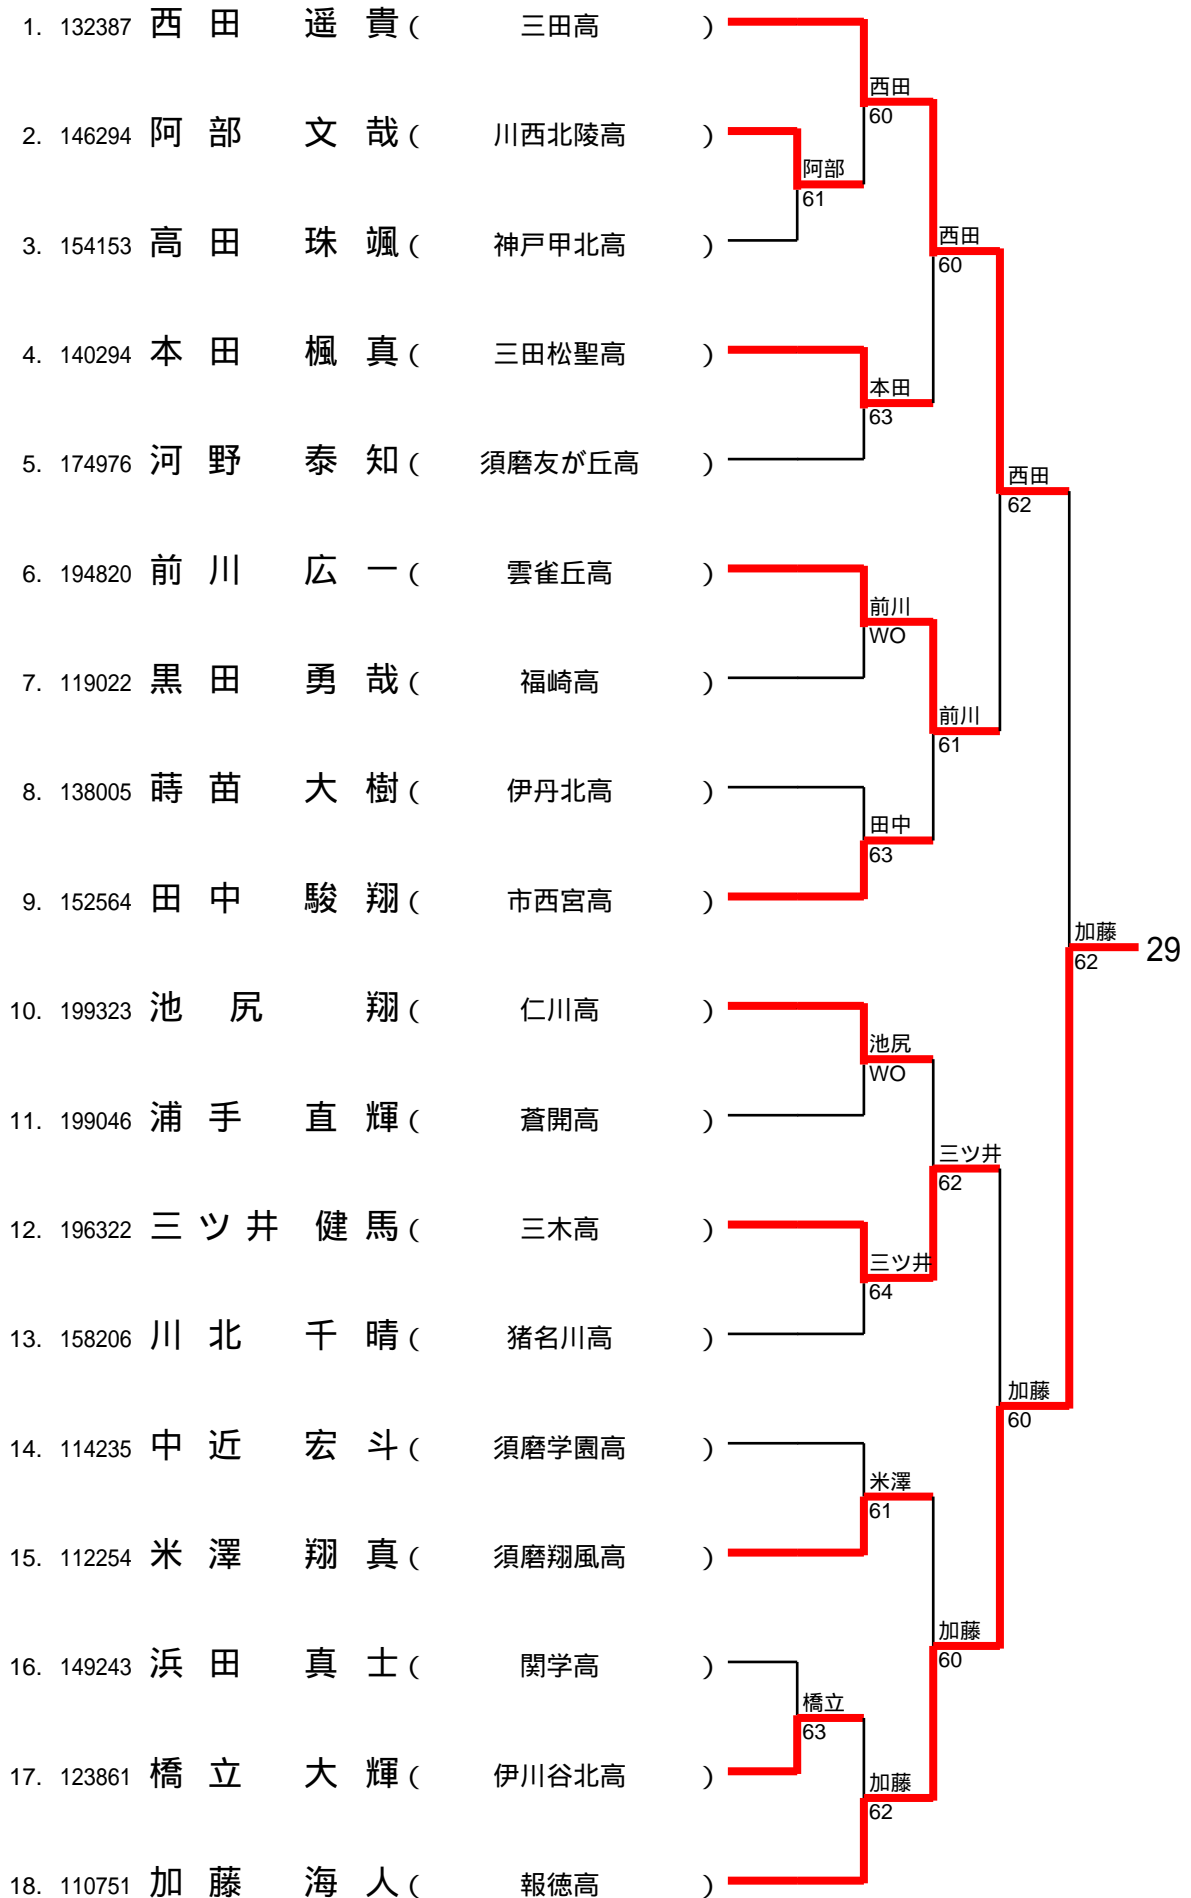 1. 132387 西田 遥貴 ( 三田高 )
西田
60
2. 146294 阿部 文哉 ( 川西北陵高 )
阿部
61
3. 154153 高田 珠颯 ( 神戸甲北高 )
西田
60
4. 140294 本田 楓真 ( 三田松聖高 )
本田
63
5. 174976 河野 泰知 ( 須磨友が丘高 )
西田
62
6. 194820 前川 広一 ( 雲雀丘高 )
前川
WO
7. 119022 黒田 勇哉 ( 福崎高 )
前川
61
8. 138005 蒔苗 大樹 ( 伊丹北高 )
田中
63
9. 152564 田中 駿翔 ( 市西宮高 )
加藤
62
29
10. 199323 池尻 翔 ( 仁川高 )
池尻
WO
11. 199046 浦手 直輝 ( 蒼開高 )
三ツ井
62
12. 196322 三ツ井 健馬 ( 三木高 )
三ツ井
64
13. 158206 川北 千晴 ( 猪名川高 )
加藤
60
14. 114235 中近 宏斗 ( 須磨学園高 )
米澤
61
15. 112254 米澤 翔真 ( 須磨翔風高 )
加藤
60
16. 149243 浜田 真士 ( 関学高 )
橋立
63
17. 123861 橋立 大輝 ( 伊川谷北高 )
加藤
62
18. 110751 加藤 海人 ( 報徳高 )